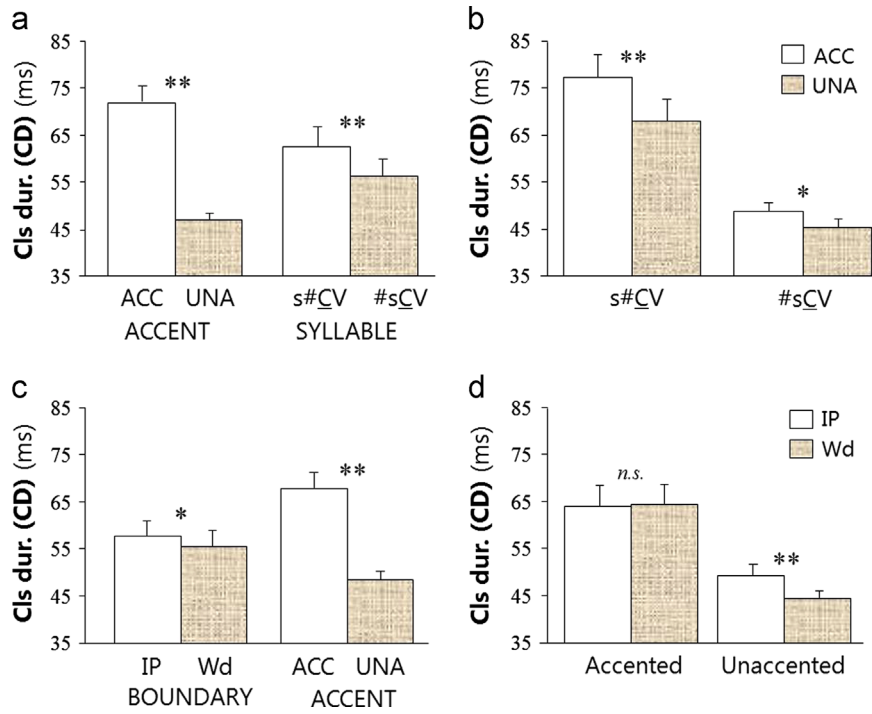 a
Cls dur. (CD) (ms)
85
75
65
55
45
35
**
**
ACC UNA s#CV #sCV
ACCENT SYLLABLE
b
Cls dur. (CD) (ms)
85
75
65
55
45
35
**
*
ACC
UNA
s#CV #sCV
c
Cls dur. (CD) (ms)
85
75
65
55
45
35
*
**
IP Wd ACC UNA
BOUNDARY ACCENT
d
Cls dur. (CD) (ms)
85
75
65
55
45
35
n.s.
**
IP
Wd
Accented Unaccented